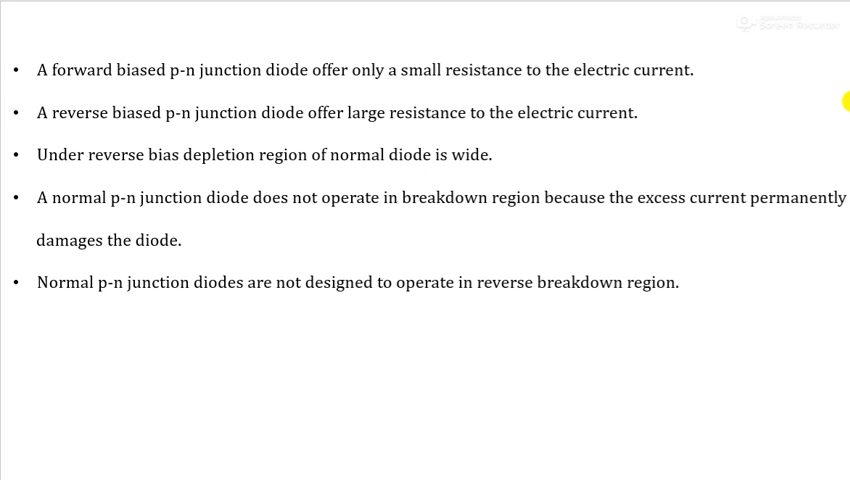 • A forward biased p-n junction diode offer only a small resistance to the electric current.
• A reverse biased p-n junction diode offer large resistance to the electric current.
• Under reverse bias depletion region of normal diode is wide.
• A normal p-n junction diode does not operate in breakdown region because the excess current permanently
damages the diode.
• Normal p-n junction diodes are not designed to operate in reverse breakdown region.